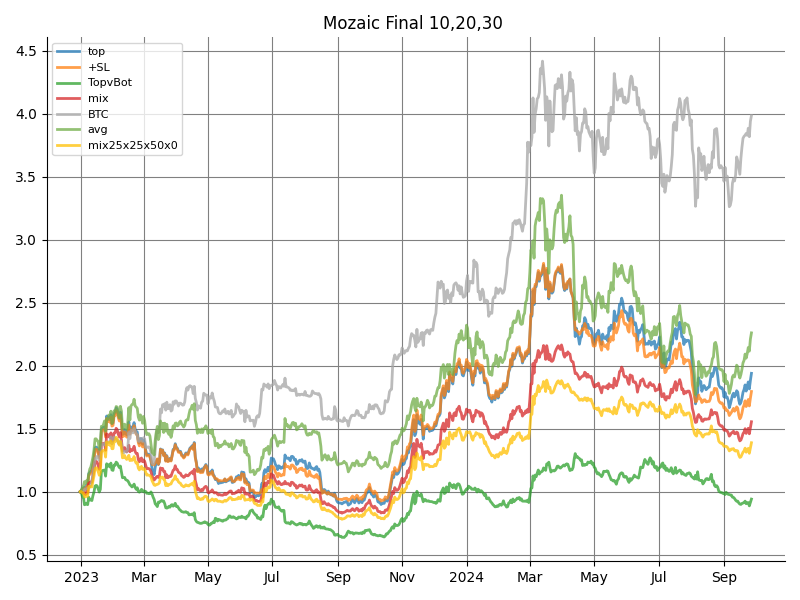 Mozaic Final 10,20,30
top
+SL
TopvBot
mix
BTC
avg
mix25x25x50x0
4.5
4.0
3.5
3.0
2.5
2.0
1.5
1.0
0.5
2023 Mar May Jul Sep Nov 2024 Mar May Jul Sep